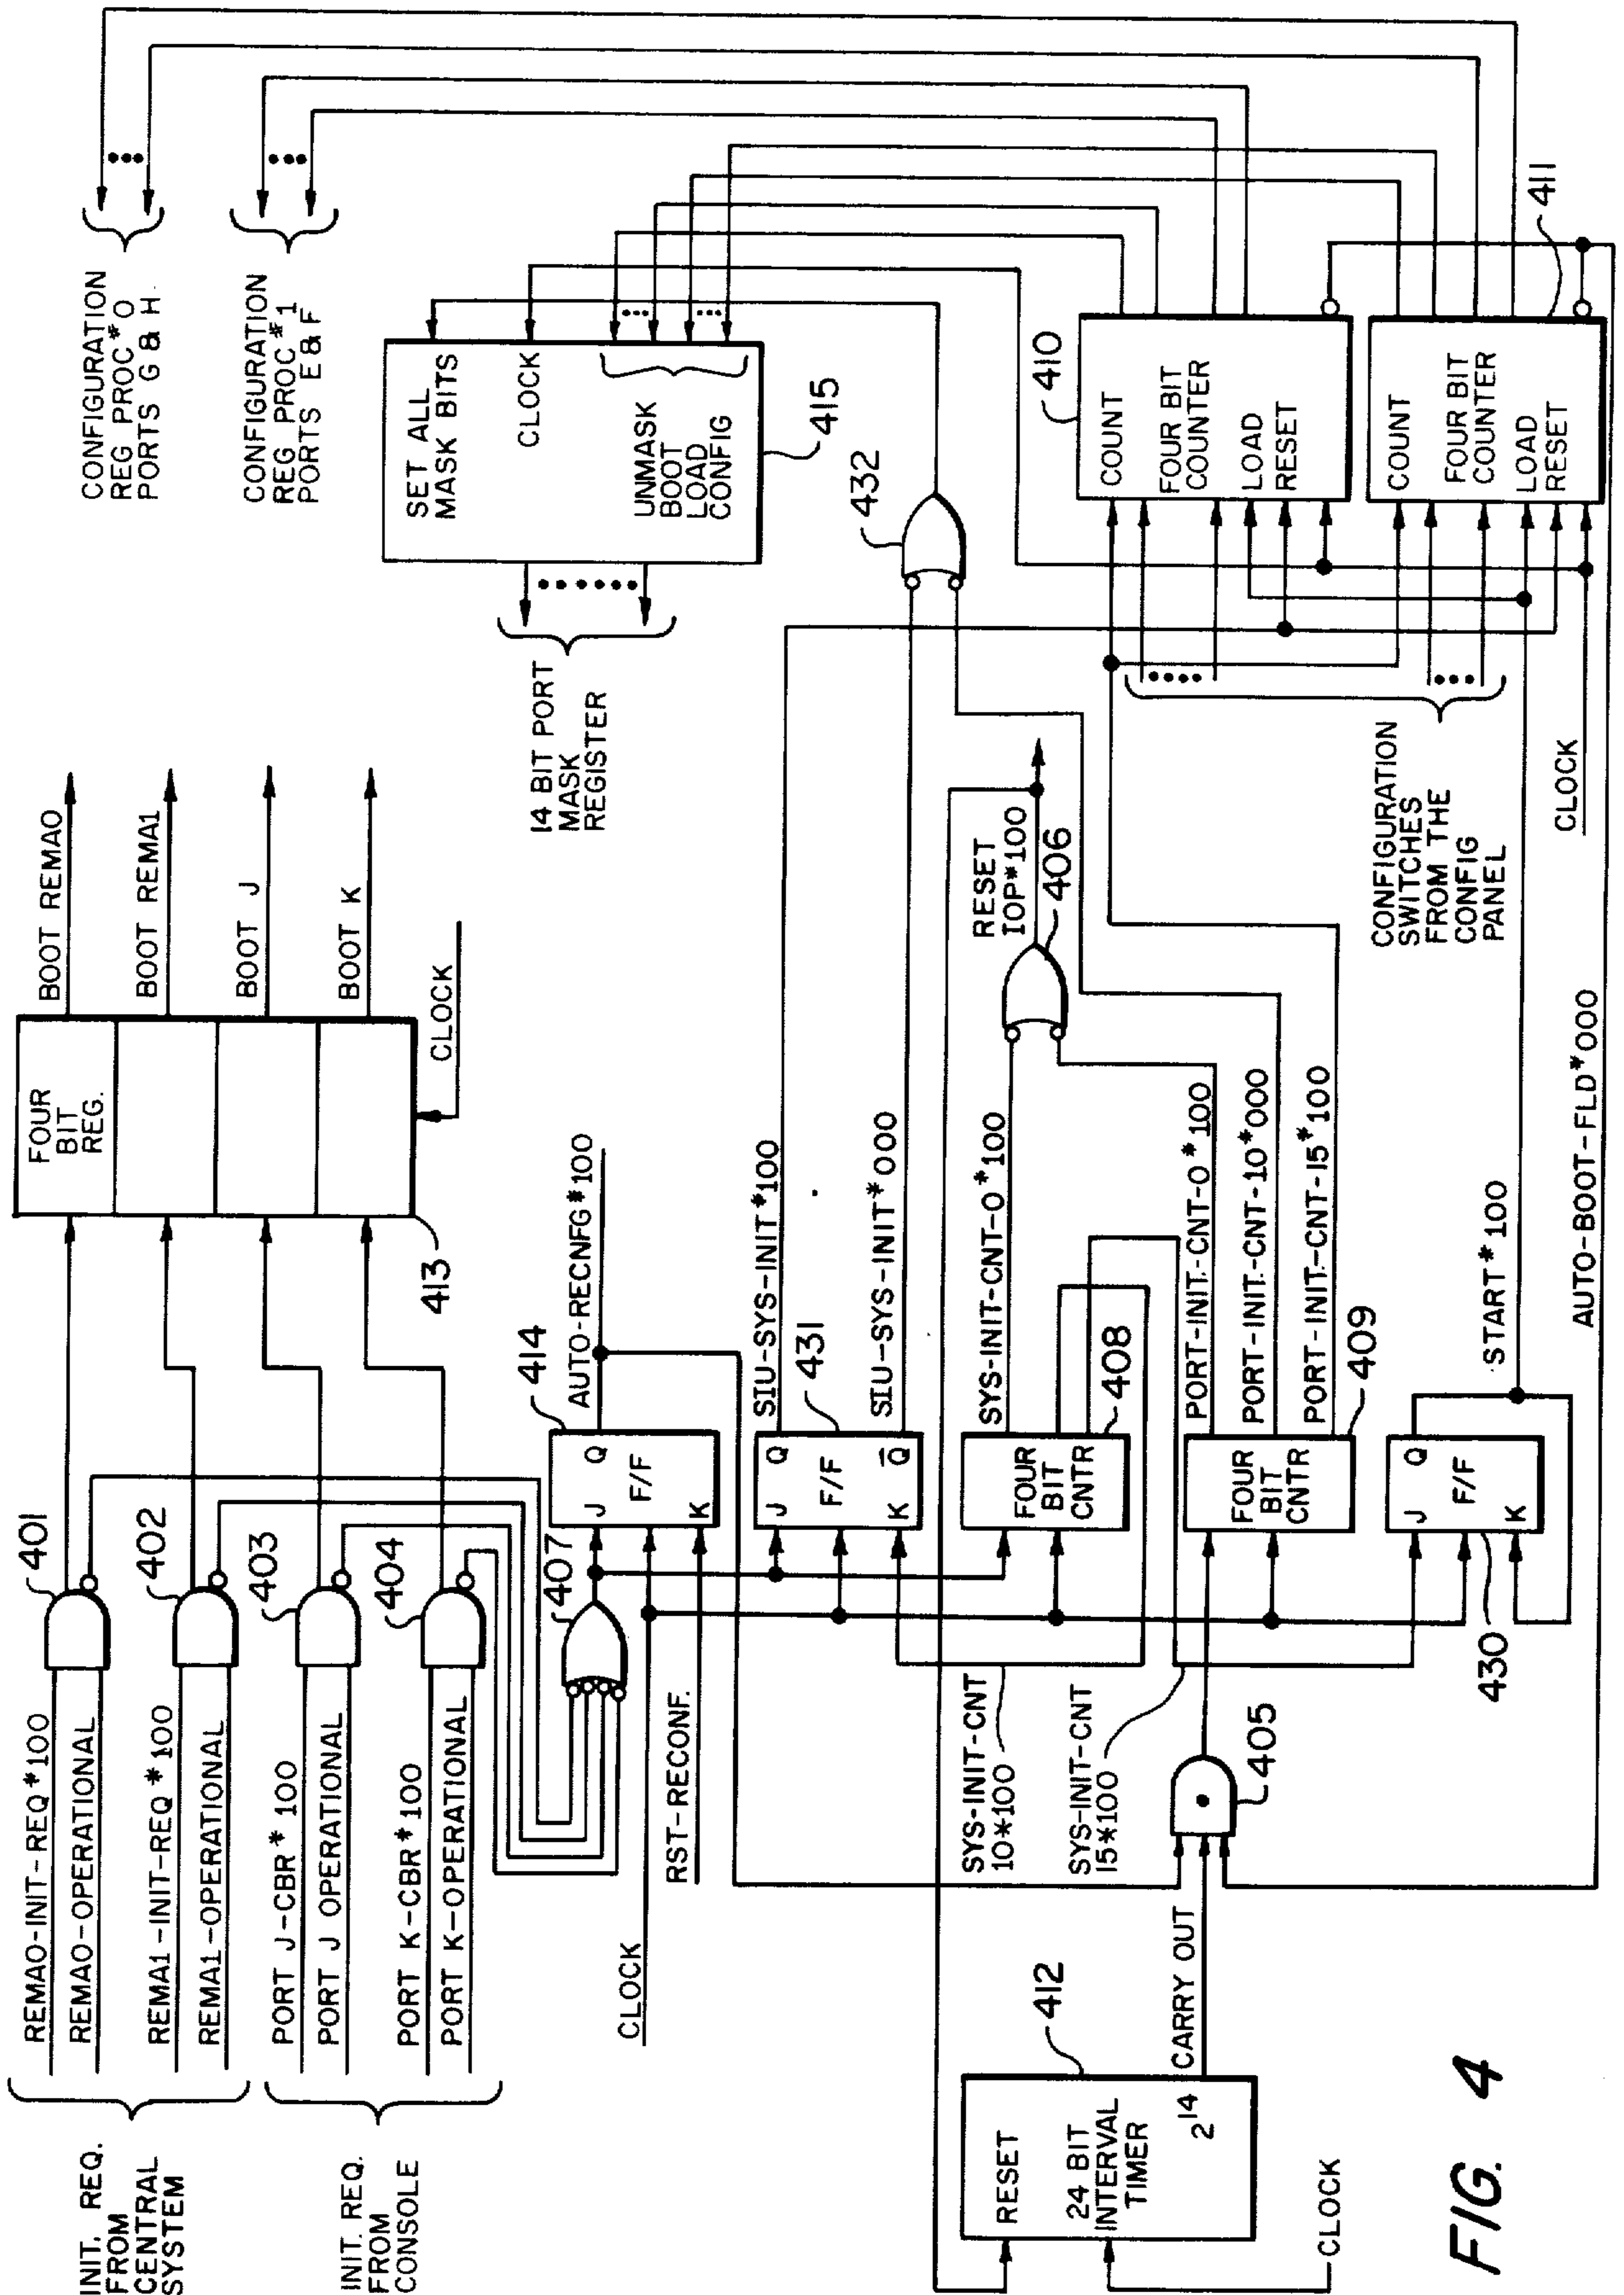 INIT. REQ.
FROM
CENTRAL
SYSTEM
REMA0-INIT-REQ*100
REMA0-OPERATIONAL
REMA1-INIT-REQ*100
REMA1-OPERATIONAL
INIT. REQ.
FROM
CONSOLE
PORT J-CBR*100
PORT J OPERATIONAL
PORT K-CBR*100
PORT K-OPERATIONAL
401
402
403
404
FOUR
BIT
REG.
413
BOOT REMA0
BOOT REMA1
BOOT J
BOOT K
CLOCK
CONFIGURATION
REG PROC#0
PORTS G & H
CONFIGURATION
REG PROC#1
PORTS E & F
SET ALL
MASK BITS
CLOCK
UNMASK
BOOT
LOAD
CONFIG
415
14 BIT PORT
MASK
REGISTER
407
CLOCK
RST-RECONF.
414
J
Q
F/F
K
AUTO-RECNFG*100
J
Q
F/F
K
Q̅
431
SIU-SYS-INIT*100
SIU-SYS-INIT*000
432
FOUR
BIT
CNTR
408
SYS-INIT-CNT-0*100
SYS-INIT-CNT
10*100
SYS-INIT-CNT
15*100
RESET
IOP*100
406
FOUR
BIT
CNTR
409
PORT-INIT-CNT-0*100
PORT-INIT-CNT-10*000
PORT-INIT-CNT-15*100
405
J
Q
F/F
K
430
START*100
AUTO-BOOT-FLD*000
410
COUNT
FOUR BIT
COUNTER
LOAD
RESET
411
COUNT
FOUR BIT
COUNTER
LOAD
RESET
CONFIGURATION
SWITCHES
FROM THE
CONFIG
PANEL
CLOCK
412
RESET
24 BIT
INTERVAL
TIMER
2^14
CARRY OUT
CLOCK
FIG. 4